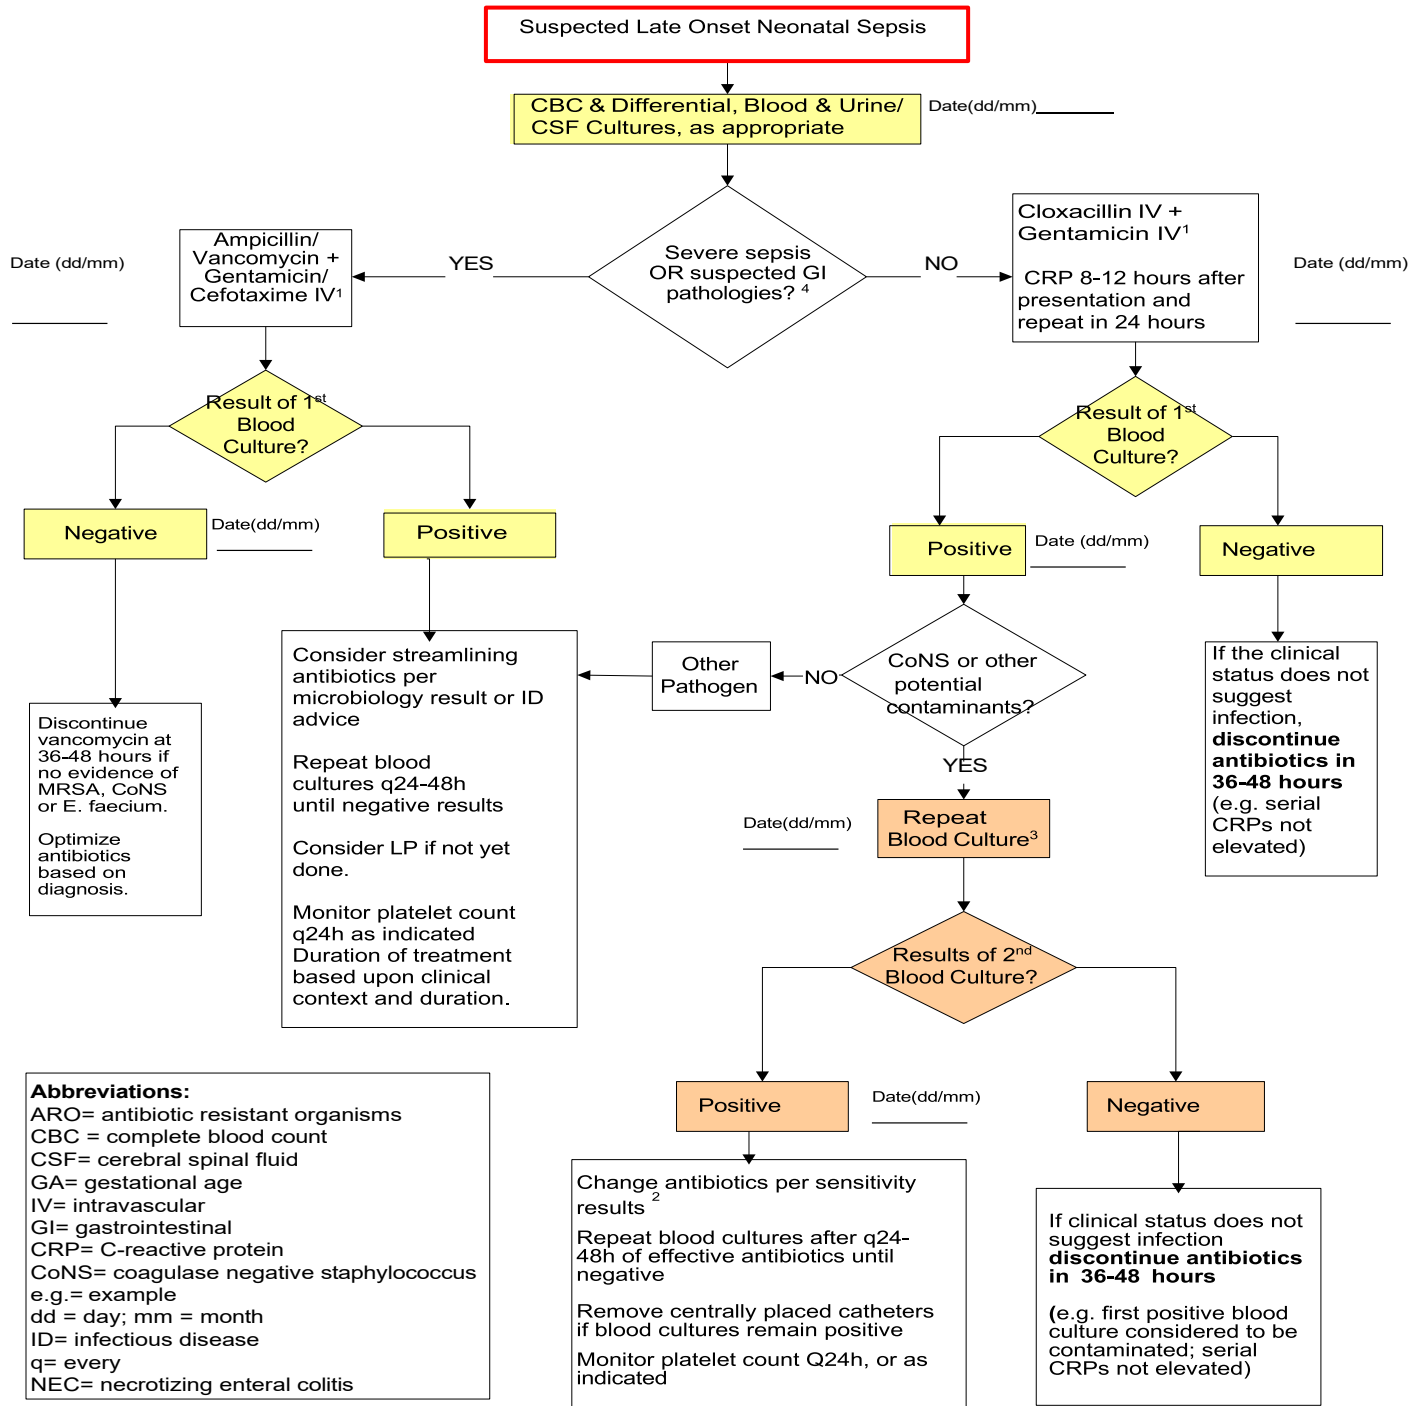 Suspected Late Onset Neonatal Sepsis
CBC & Differential, Blood & Urine/
CSF Cultures, as appropriate
Date(dd/mm)________
Severe sepsis
OR suspected GI
pathologies? 4
YES
NO
Date (dd/mm)
________
Ampicillin/
Vancomycin +
Gentamicin/
Cefotaxime IV1
Cloxacillin IV +
Gentamicin IV1
CRP 8-12 hours after
presentation and
repeat in 24 hours
Date (dd/mm)
________
Result of 1st
Blood
Culture?
Result of 1st
Blood
Culture?
Negative
Date(dd/mm)
________
Positive
Positive
Date (dd/mm)
________
Negative
Discontinue
vancomycin at
36-48 hours if
no evidence of
MRSA, CoNS
or E. faecium.
Optimize
antibiotics
based on
diagnosis.
Consider streamlining
antibiotics per
microbiology result or ID
advice
Repeat blood
cultures q24-48h
until negative results
Consider LP if not yet
done.
Monitor platelet count
q24h as indicated
Duration of treatment
based upon clinical
context and duration.
Other
Pathogen
NO
CoNS or other
potential
contaminants?
YES
If the clinical
status does not
suggest
infection,
discontinue
antibiotics in
36-48 hours
(e.g. serial
CRPs not
elevated)
Date(dd/mm)
________
Repeat
Blood Culture3
Results of 2nd
Blood Culture?
Positive
Date(dd/mm)
________
Negative
Change antibiotics per sensitivity
results 2
Repeat blood cultures after q24-
48h of effective antibiotics until
negative
Remove centrally placed catheters
if blood cultures remain positive
Monitor platelet count Q24h, or as
indicated
If clinical status does not
suggest infection
discontinue antibiotics
in 36-48 hours
(e.g. first positive blood
culture considered to be
contaminated; serial
CRPs not elevated)
Abbreviations:
ARO= antibiotic resistant organisms
CBC = complete blood count
CSF= cerebral spinal fluid
GA= gestational age
IV= intravascular
GI= gastrointestinal
CRP= C-reactive protein
CoNS= coagulase negative staphylococcus
e.g.= example
dd = day; mm = month
ID= infectious disease
q= every
NEC= necrotizing enteral colitis